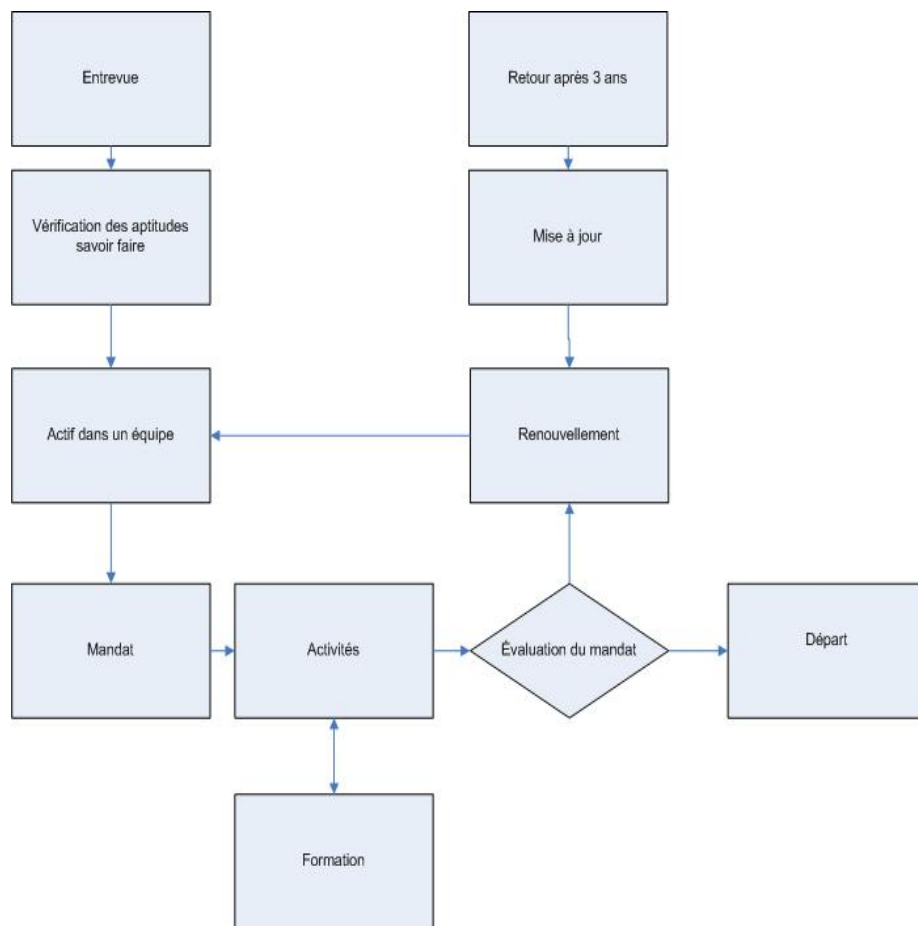 Entrevue
Retour après 3 ans
Vérification des aptitudes
savoir faire
Mise à jour
Actif dans un équipe
Renouvellement
Mandat
Activités
Évaluation du mandat
Départ
Formation